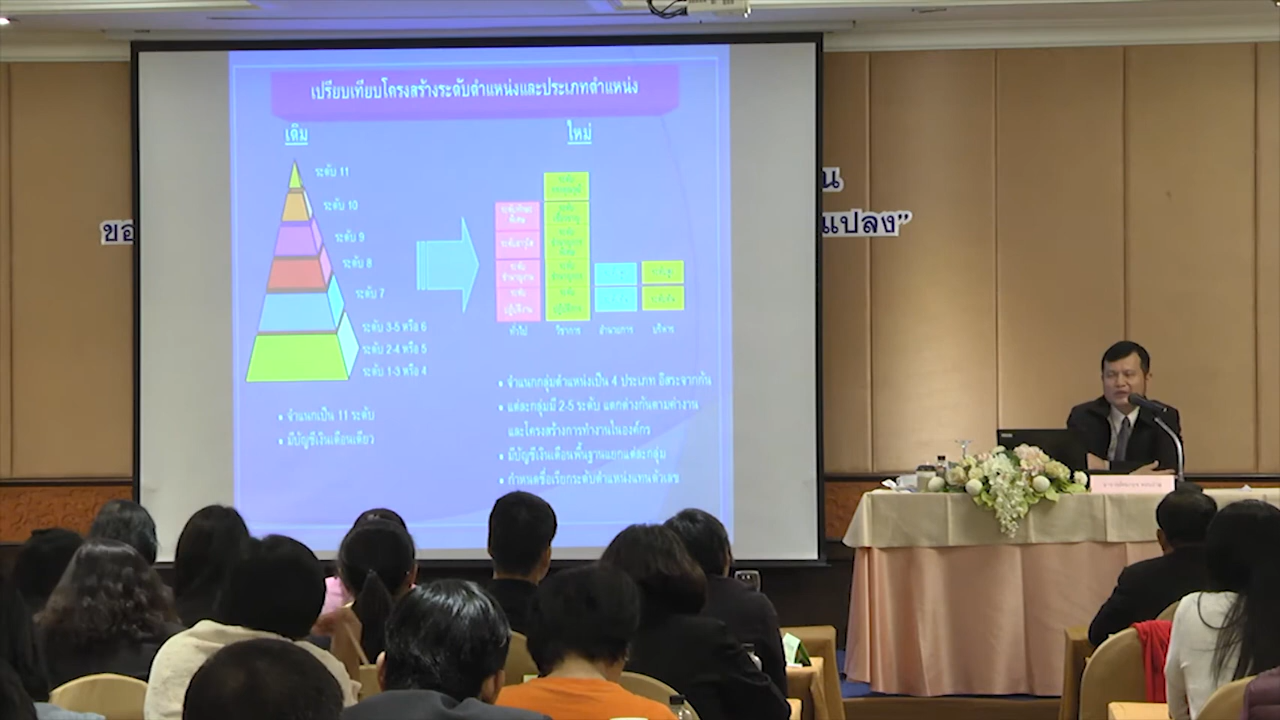 เปรียบเทียบโครงสร้างระดับตำแหน่งและประเภทตำแหน่ง
เดิม
ใหม่
ระดับ 11
ระดับ 10
ระดับ 9
ระดับ 8
ระดับ 7
ระดับ 3-5 หรือ 6
ระดับ 2-4 หรือ 5
ระดับ 1-3 หรือ 4
ทั่วไป วิชาการ อำนวยการ บริหาร
▪ จำแนกเป็น 11 ระดับ
▪ มีบัญชีเงินเดือนเดียว
▪ จำแนกกลุ่มตำแหน่งเป็น 4 ประเภท อิสระจากกัน
▪ แต่ละกลุ่มมี 2-5 ระดับ แตกต่างกันตามค่างาน
และโครงสร้างการทำงานในองค์กร
▪ มีบัญชีเงินเดือนพื้นฐานแยกแต่ละกลุ่ม
▪ กำหนดชื่อเรียกระดับตำแหน่งแทนตัวเลข
ขอ
น
แปลง”